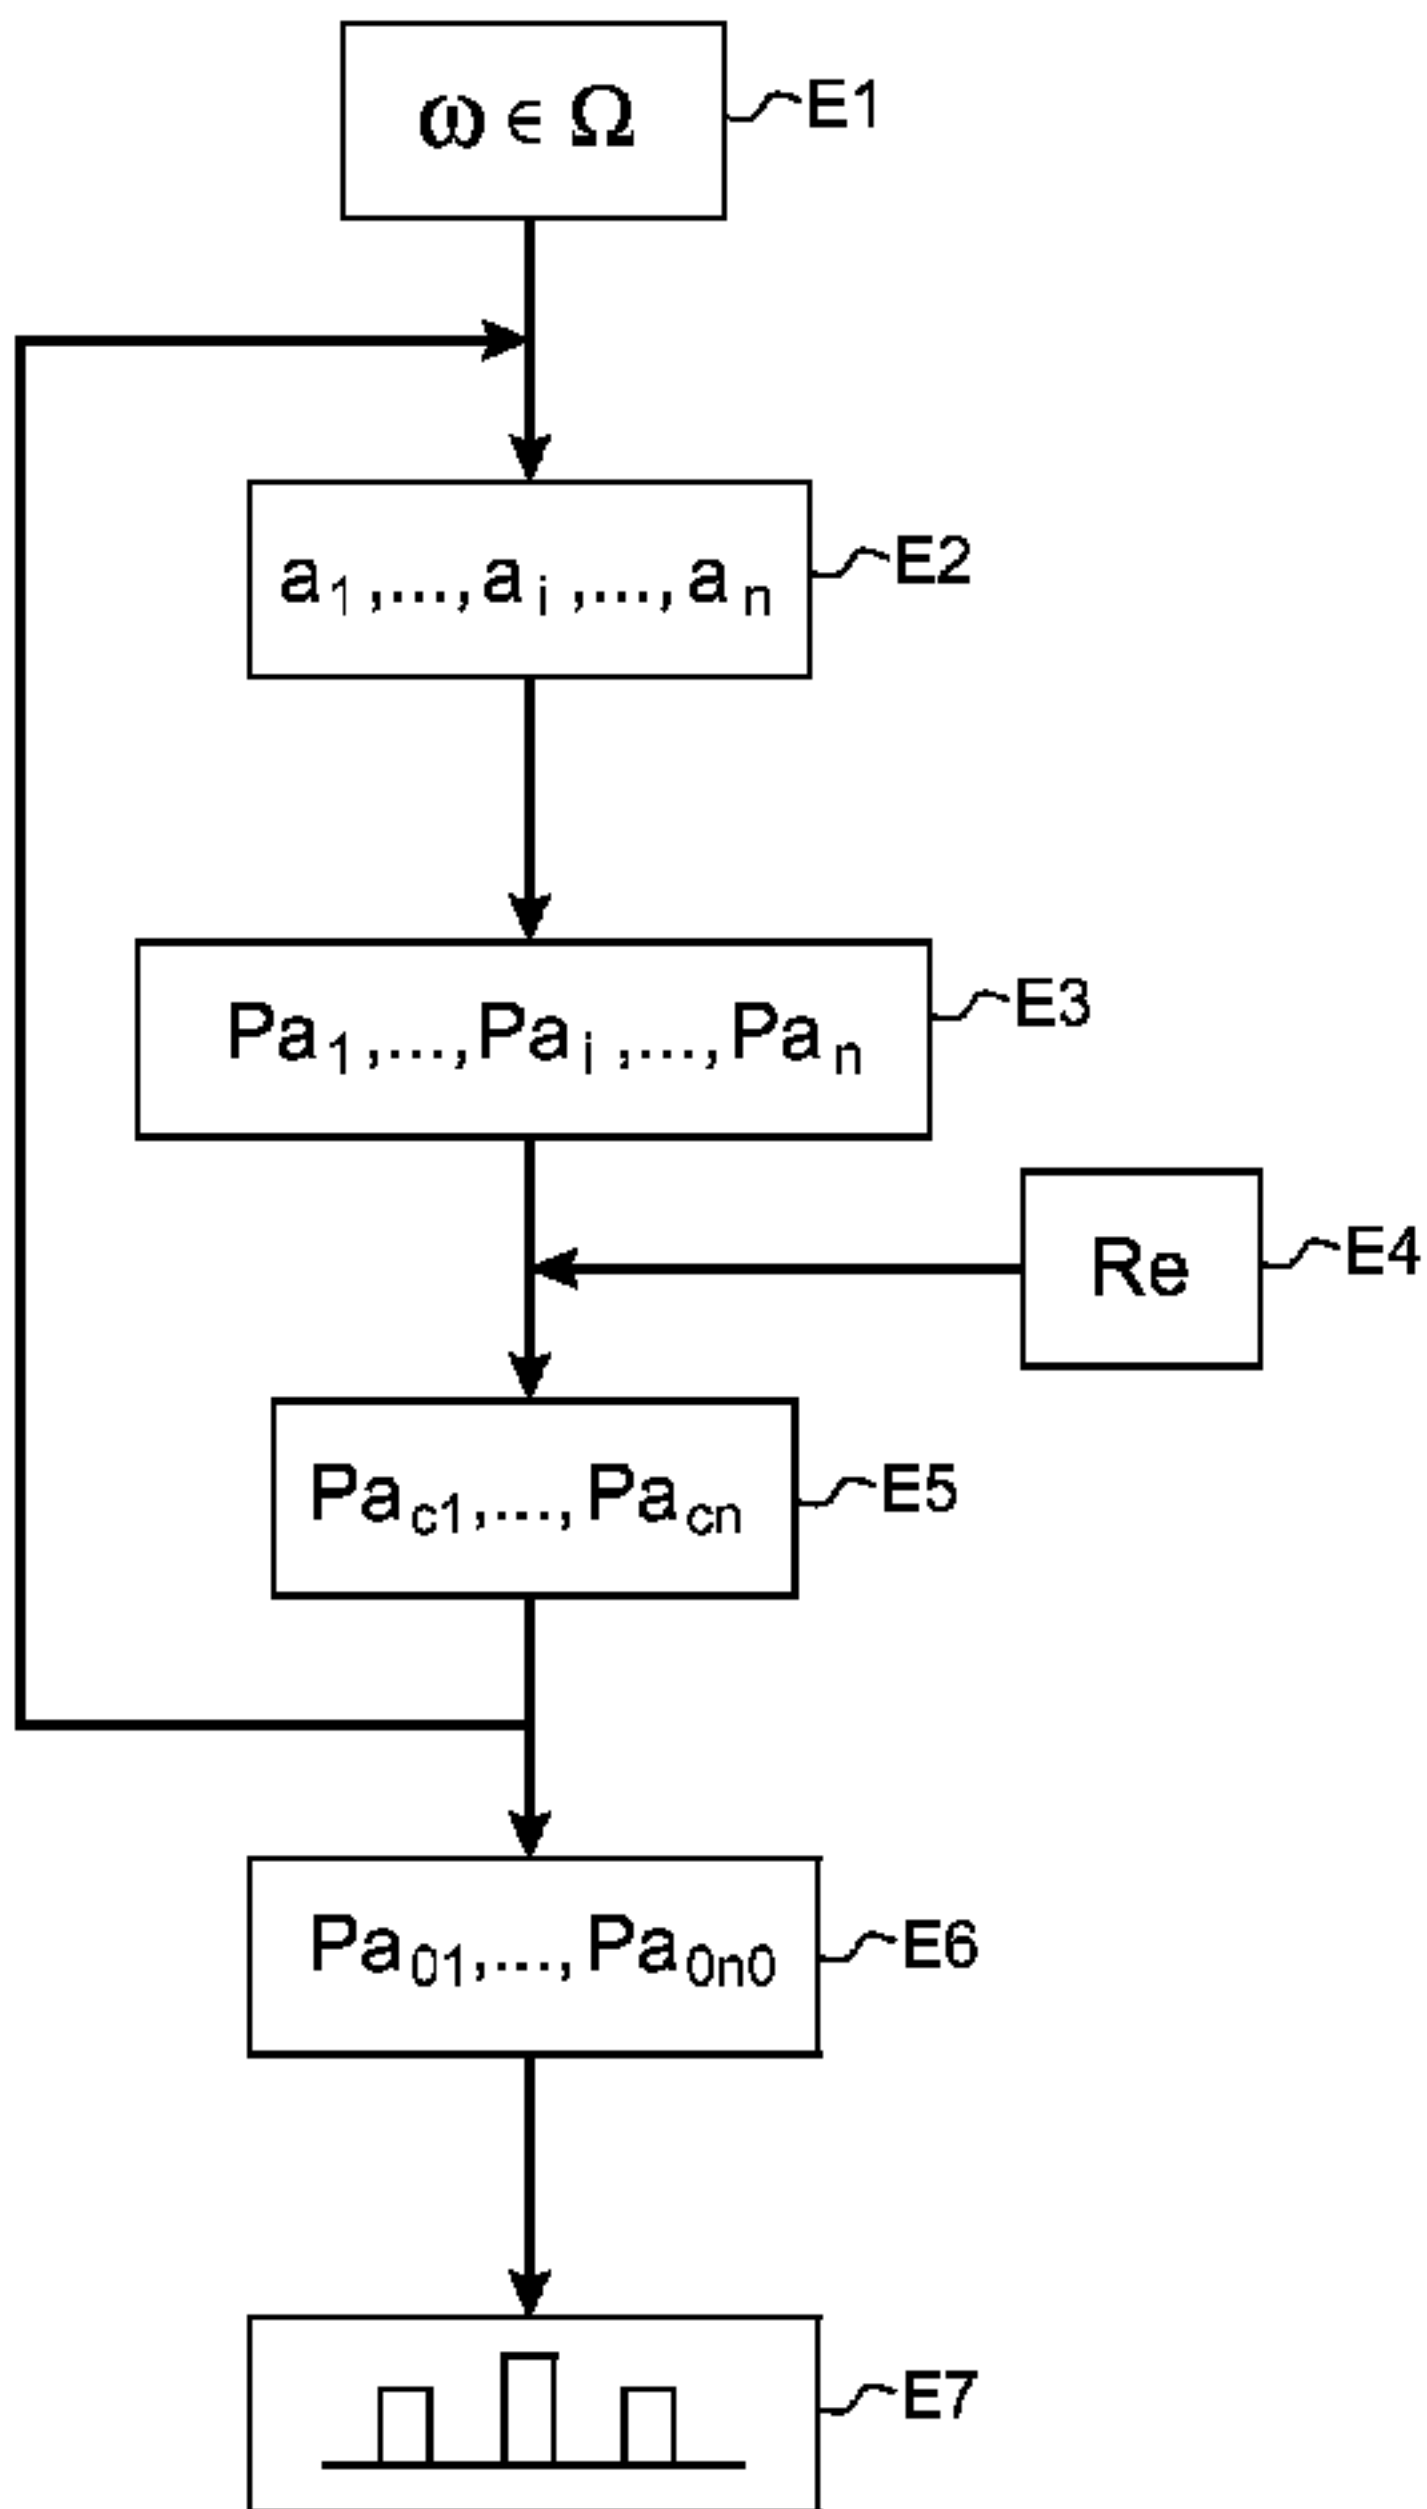 ω ∈ Ω
E1
a1,...,ai,...,an
E2
Pa1,...,Pai,...,Pan
E3
Re
E4
Pac1,...,Pacn
E5
Pa01,...,Pa0n0
E6
E7